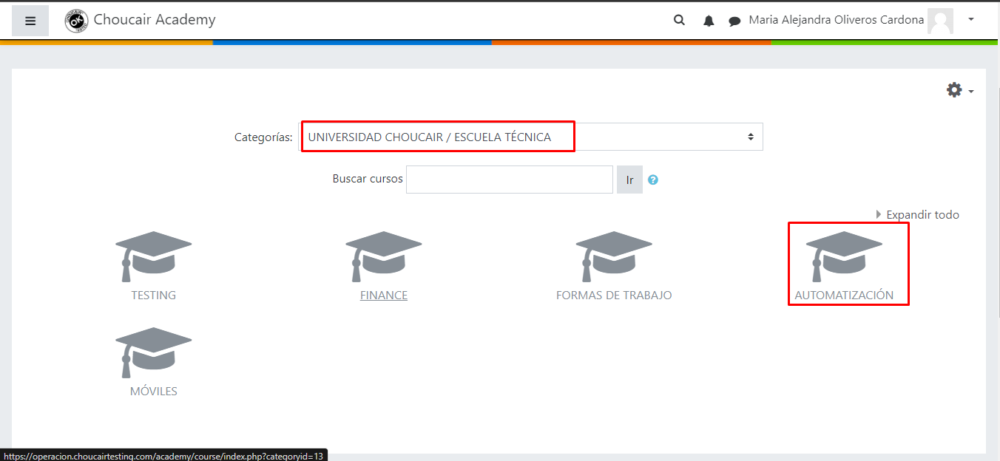 Choucair Academy
Maria Alejandra Oliveros Cardona
Categorías:
UNIVERSIDAD CHOUCAIR / ESCUELA TÉCNICA
Buscar cursos
Ir
?
Expandir todo
TESTING
FINANCE
FORMAS DE TRABAJO
AUTOMATIZACIÓN
MÓVILES
https://operacion.choucairtesting.com/academy/course/index.php?categoryid=13